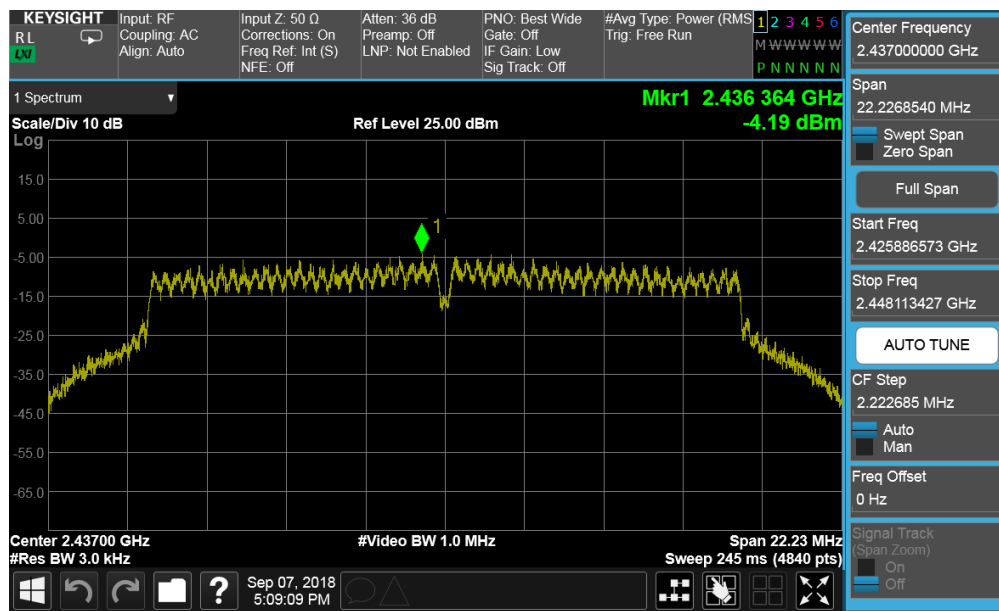 KEYSIGHT
R L
LXI
Input: RF
Coupling: AC
Align: Auto
Input Z: 50 Ω
Corrections: On
Freq Ref: Int (S)
NFE: Off
Atten: 36 dB
Preamp: Off
LNP: Not Enabled
PNO: Best Wide
Gate: Off
IF Gain: Low
Sig Track: Off
#Avg Type: Power (RMS
Trig: Free Run
1 2 3 4 5 6
M W W W W W
P N N N N N
1 Spectrum
Scale/Div 10 dB
Ref Level 25.00 dBm
Mkr1 2.436 364 GHz
-4.19 dBm
Log
15.0
5.00
-5.00
-15.0
-25.0
-35.0
-45.0
-55.0
-65.0
1
Center 2.43700 GHz
#Video BW 1.0 MHz
Span 22.23 MHz
#Res BW 3.0 kHz
Sweep 245 ms (4840 pts)
?
Sep 07, 2018
5:09:09 PM
Center Frequency
2.437000000 GHz
Span
22.2268540 MHz
Swept Span
Zero Span
Full Span
Start Freq
2.425886573 GHz
Stop Freq
2.448113427 GHz
AUTO TUNE
CF Step
2.222685 MHz
Auto
Man
Freq Offset
0 Hz
Signal Track
(Span Zoom)
On
Off